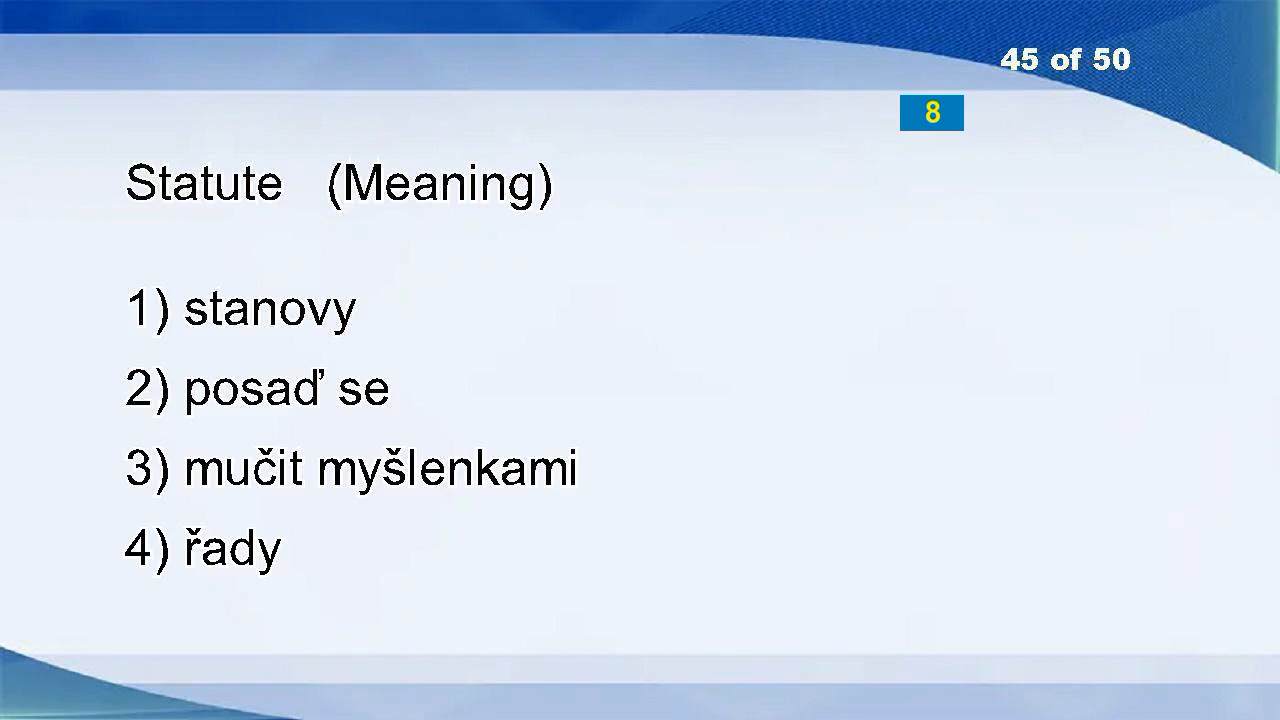 45 of 50
8
Statute (Meaning)
1) stanovy
2) posaď se
3) mučit myšlenkami
4) řady